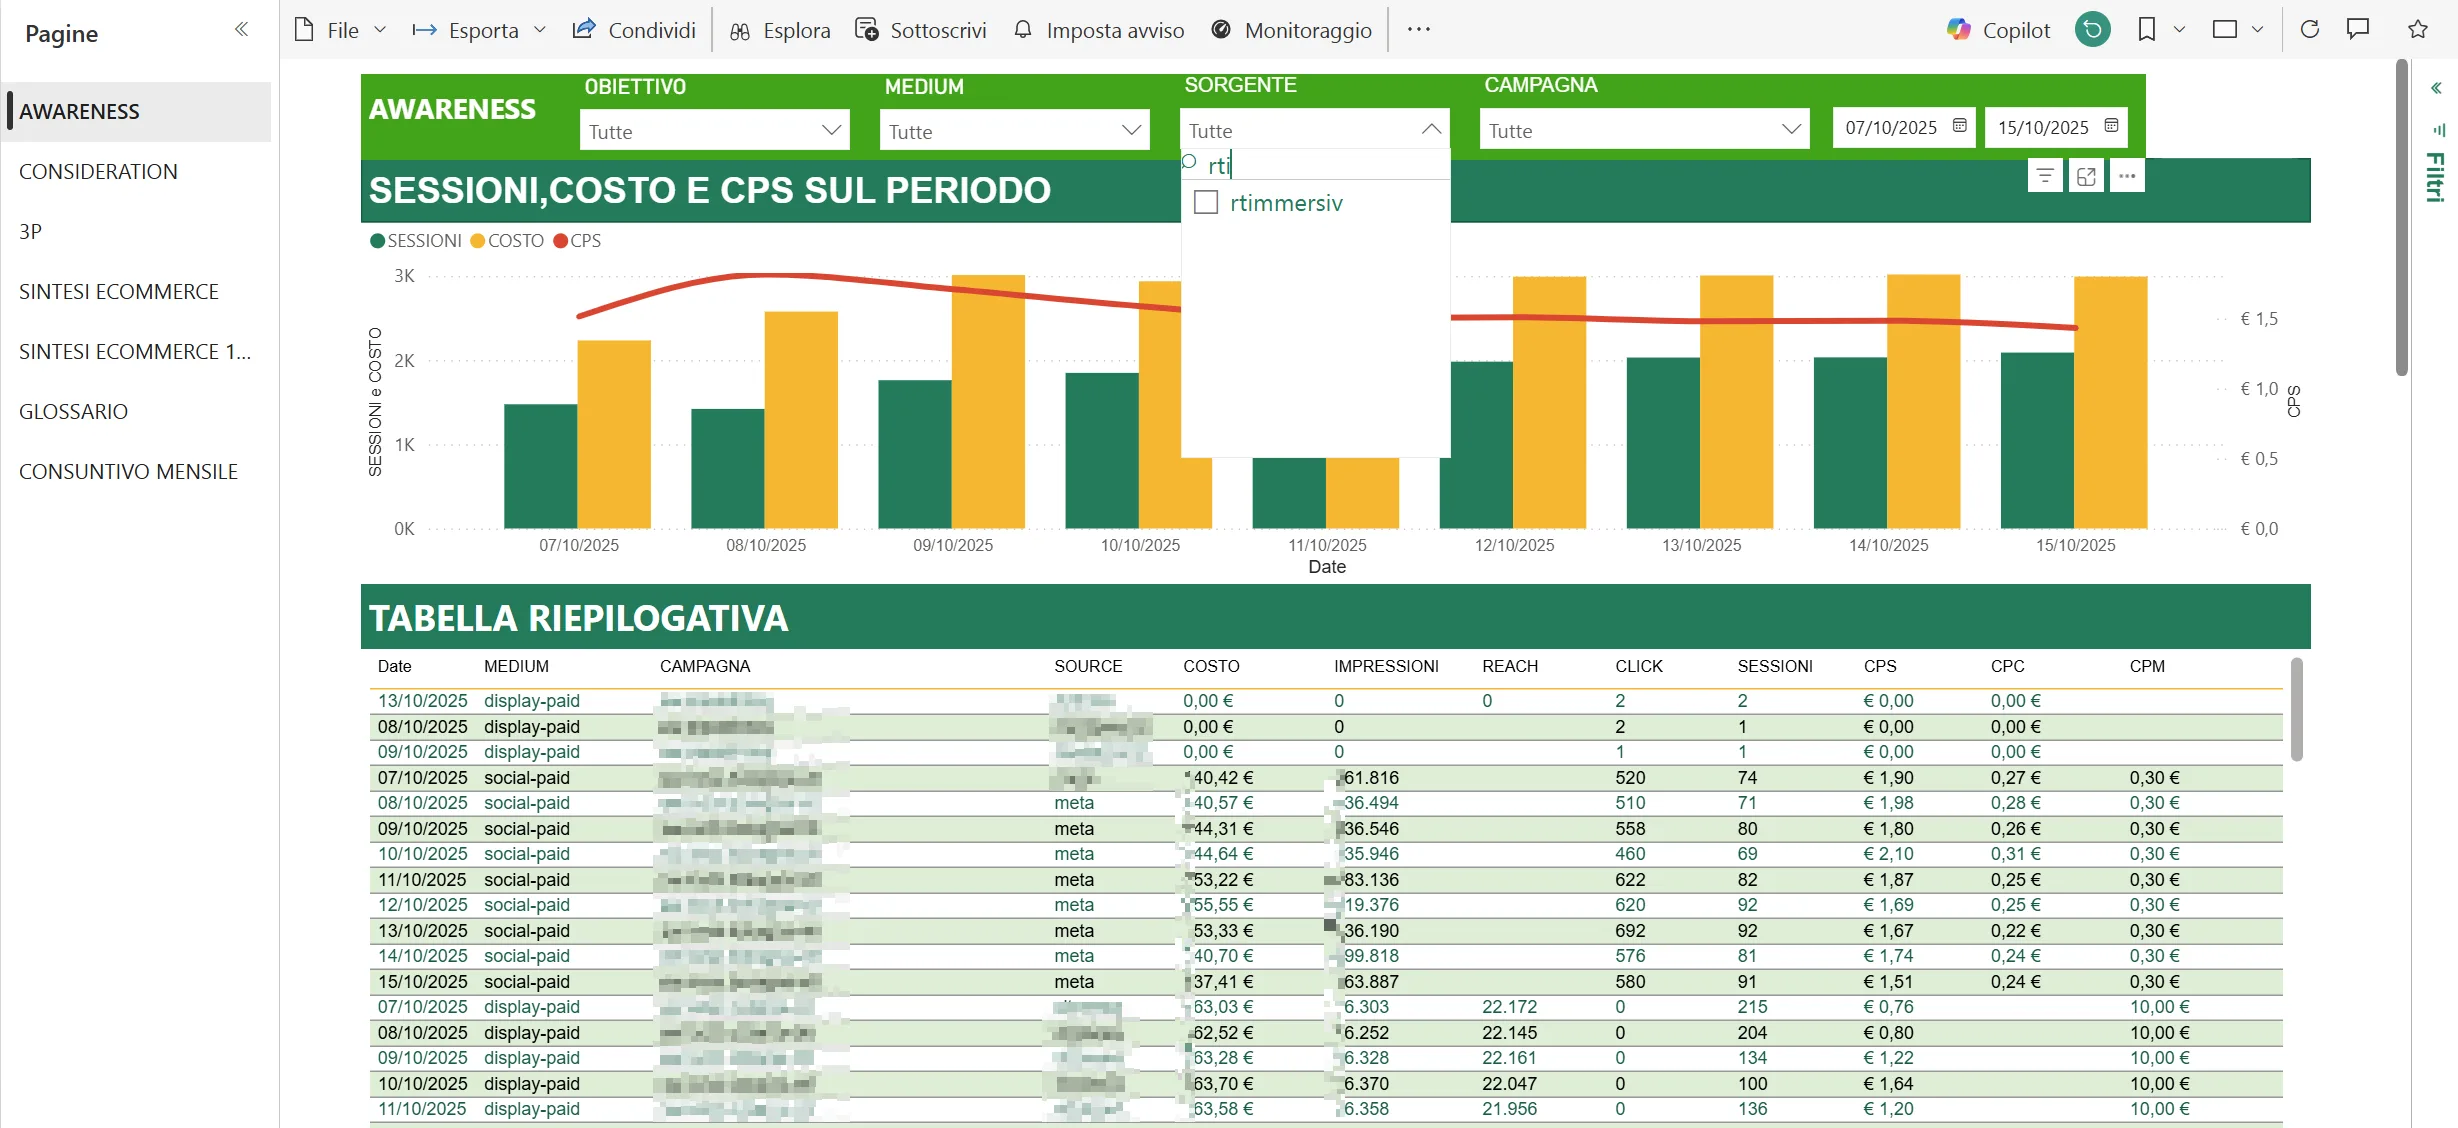 Pagine
AWARENESS
CONSIDERATION
3P
SINTESI ECOMMERCE
SINTESI ECOMMERCE 1...
GLOSSARIO
CONSUNTIVO MENSILE
File Esporta Condividi Esplora Sottoscrivi Imposta avviso Monitoraggio ... Copilot
Filtri
AWARENESS
OBIETTIVO MEDIUM SORGENTE CAMPAGNA
Tutte Tutte Tutte Tutte 07/10/2025 15/10/2025
rti
rtimmersiv
SESSIONI,COSTO E CPS SUL PERIODO
SESSIONI COSTO CPS
SESSIONI e COSTO
3K
2K
1K
0K
€ 1,5
€ 1,0
€ 0,5
€ 0,0
CPS
07/10/2025 08/10/2025 09/10/2025 10/10/2025 11/10/2025 12/10/2025 13/10/2025 14/10/2025 15/10/2025
Date
TABELLA RIEPILOGATIVA
Date MEDIUM CAMPAGNA SOURCE COSTO IMPRESSIONI REACH CLICK SESSIONI CPS CPC CPM
13/10/2025 display-paid 0,00 € 0 0 2 2 € 0,00 0,00 €
08/10/2025 display-paid 0,00 € 0 2 1 € 0,00 0,00 €
09/10/2025 display-paid 0,00 € 0 1 1 € 0,00 0,00 €
07/10/2025 social-paid 40,42 € 61.816 520 74 € 1,90 0,27 € 0,30 €
08/10/2025 social-paid meta 40,57 € 36.494 510 71 € 1,98 0,28 € 0,30 €
09/10/2025 social-paid meta 44,31 € 36.546 558 80 € 1,80 0,26 € 0,30 €
10/10/2025 social-paid meta 44,64 € 35.946 460 69 € 2,10 0,31 € 0,30 €
11/10/2025 social-paid meta 53,22 € 83.136 622 82 € 1,87 0,25 € 0,30 €
12/10/2025 social-paid meta 55,55 € 19.376 620 92 € 1,69 0,25 € 0,30 €
13/10/2025 social-paid meta 53,33 € 36.190 692 92 € 1,67 0,22 € 0,30 €
14/10/2025 social-paid meta 40,70 € 99.818 576 81 € 1,74 0,24 € 0,30 €
15/10/2025 social-paid meta 37,41 € 63.887 580 91 € 1,51 0,24 € 0,30 €
07/10/2025 display-paid 63,03 € 6.303 22.172 0 215 € 0,76 10,00 €
08/10/2025 display-paid 62,52 € 6.252 22.145 0 204 € 0,80 10,00 €
09/10/2025 display-paid 63,28 € 6.328 22.161 0 134 € 1,22 10,00 €
10/10/2025 display-paid 63,70 € 6.370 22.047 0 100 € 1,64 10,00 €
11/10/2025 display-paid 63,58 € 6.358 21.956 0 136 € 1,20 10,00 €